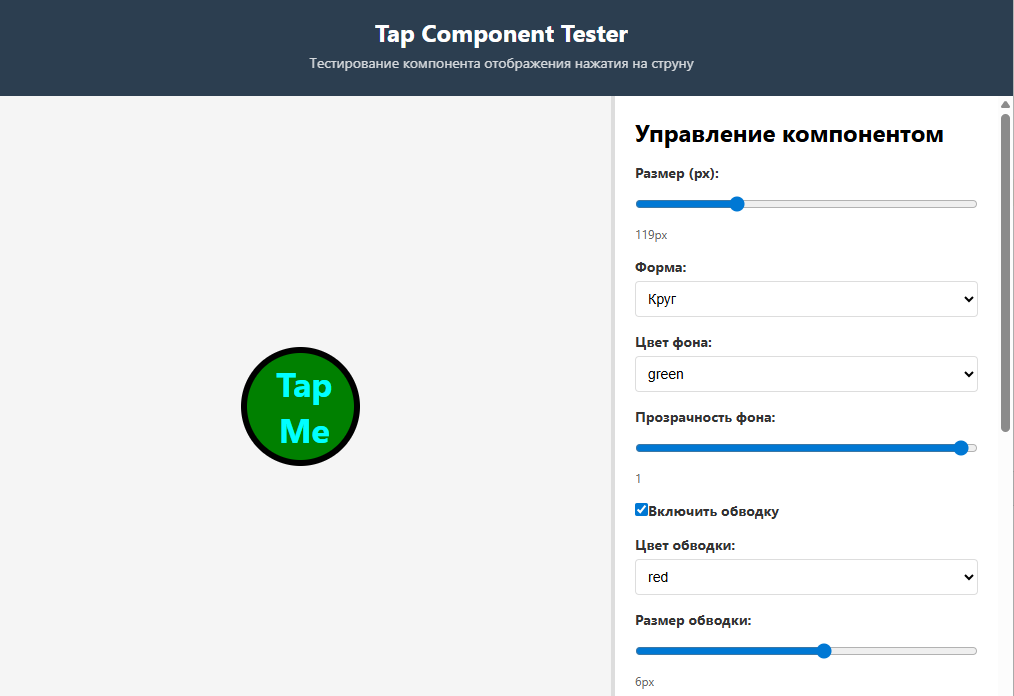 Tap Component Tester
Тестирование компонента отображения нажатия на струну
Tap
Me
Управление компонентом
Размер (px):
119px
Форма:
Круг
Цвет фона:
green
Прозрачность фона:
1
Включить обводку
Цвет обводки:
red
Размер обводки:
6px